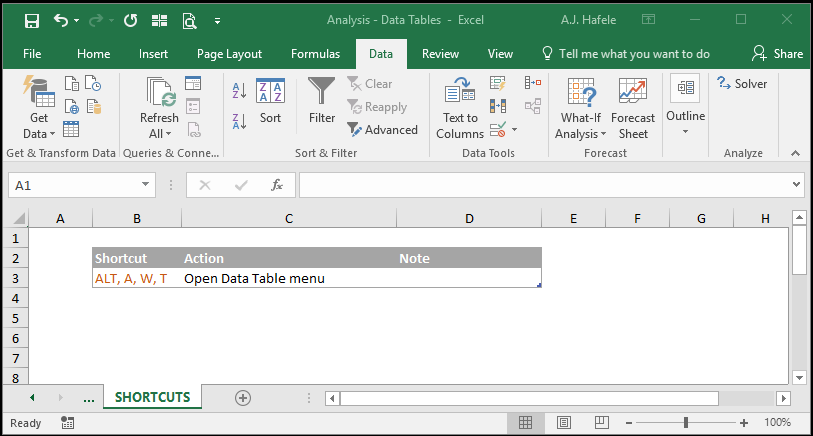 Analysis - Data Tables - Excel
A.J. Hafele
File Home Insert Page Layout Formulas Data Review View Tell me what you want to do Share
Get Data
Refresh All
A Z
Z A
Z A A Z
Sort
Filter
Clear
Reapply
Advanced
Text to Columns
What-If Analysis
Forecast Sheet
Outline
Solver
Get & Transform Data
Queries & Conne...
Sort & Filter
Data Tools
Forecast
Analyze
A1
fx
A B C D E F G H
1
2 Shortcut Action Note
3 ALT, A, W, T Open Data Table menu
4
5
6
7
8
... SHORTCUTS
Ready
100%